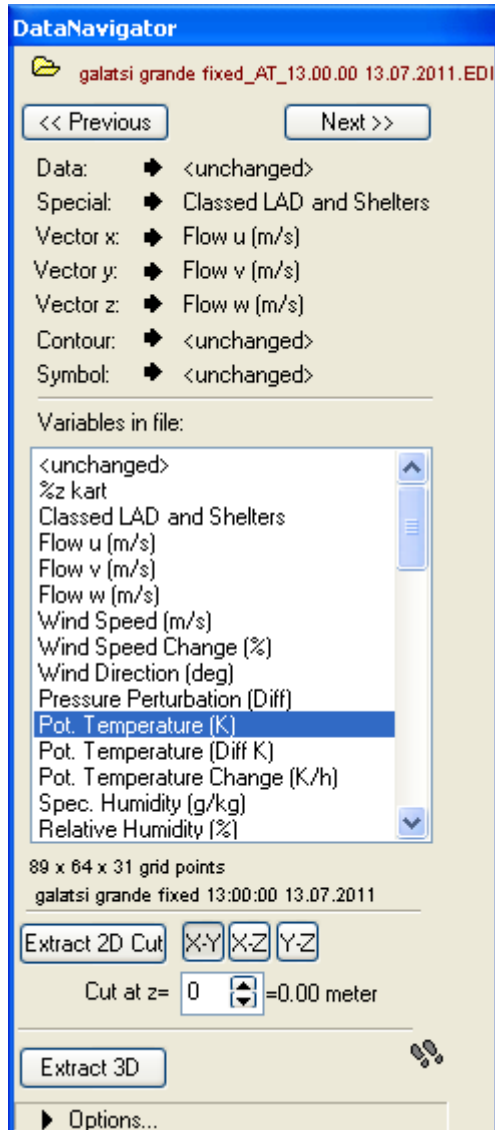 DataNavigator
galatsi grande fixed_AT_13.00.00 13.07.2011.EDI
<< Previous Next >>
Data: <unchanged>
Special: Classed LAD and Shelters
Vector x: Flow u (m/s)
Vector y: Flow v (m/s)
Vector z: Flow w (m/s)
Contour: <unchanged>
Symbol: <unchanged>
Variables in file:
<unchanged>
%z kart
Classed LAD and Shelters
Flow u (m/s)
Flow v (m/s)
Flow w (m/s)
Wind Speed (m/s)
Wind Speed Change (%)
Wind Direction (deg)
Pressure Perturbation (Diff)
Pot. Temperature (K)
Pot. Temperature (Diff K)
Pot. Temperature Change (K/h)
Spec. Humidity (g/kg)
Relative Humidity (%)
89 x 64 x 31 grid points
galatsi grande fixed 13:00:00 13.07.2011
Extract 2D Cut X-Y X-Z Y-Z
Cut at z= 0 =0.00 meter
Extract 3D
Options...